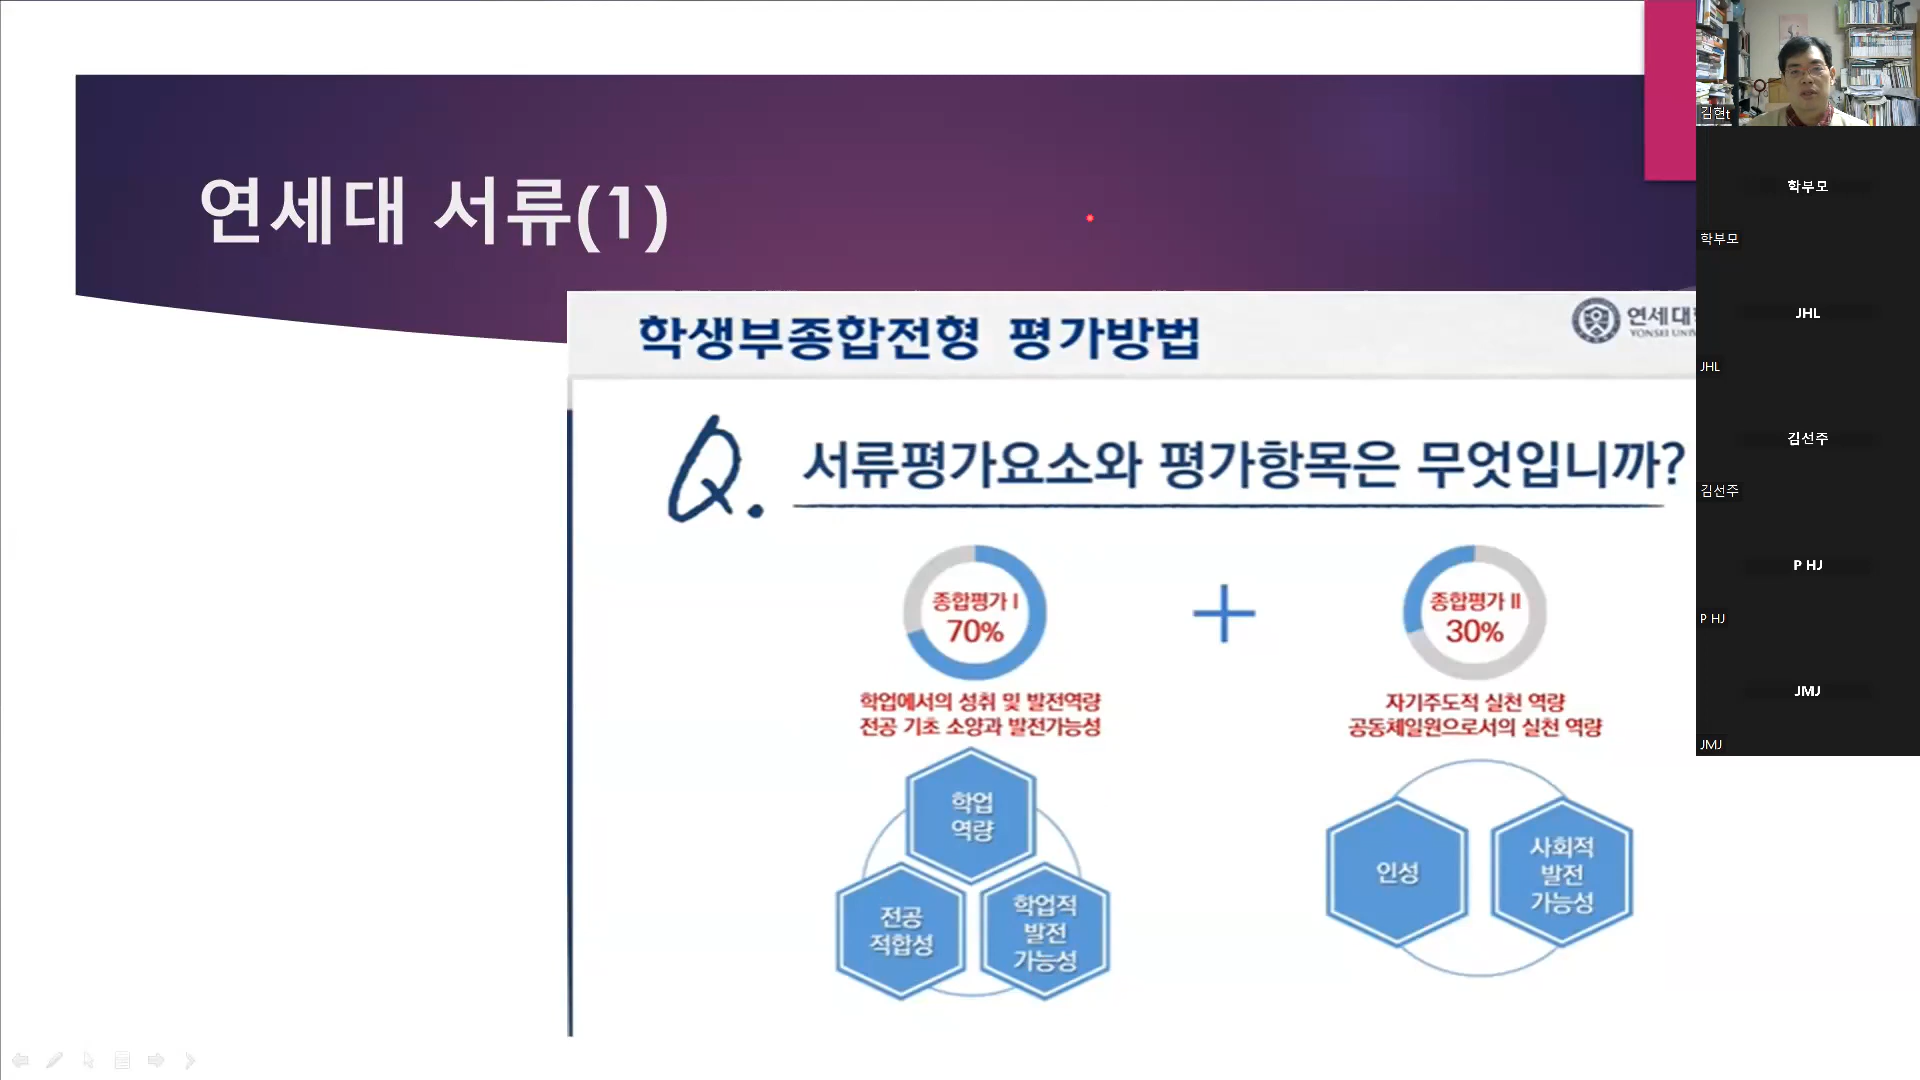 연세대 서류(1)
학생부종합전형 평가방법
YONSEI
Q. 서류평가요소와 평가항목은 무엇입니까?
종합평가 I
70%
+
종합평가 II
30%
학업에서의 성취 및 발전역량
전공 기초 소양과 발전가능성
자기주도적 실천 역량
공동체일원으로서의 실천 역량
학업
역량
전공
적합성
학업적
발전
가능성
인성
사회적
발전
가능성
김현t
학부모
학부모
JHL
JHL
김선주
김선주
P HJ
P HJ
JMJ
JMJ